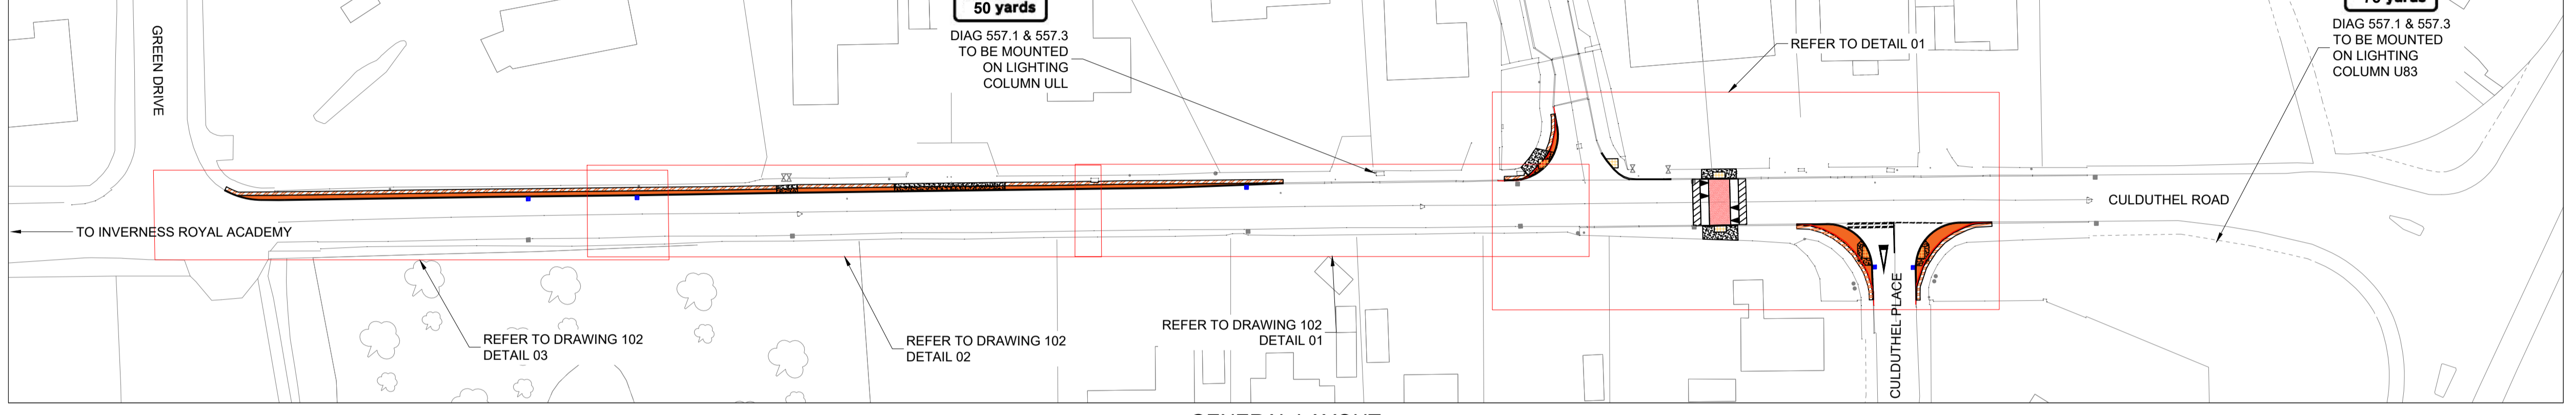 50 yards
DIAG 557.1 & 557.3
TO BE MOUNTED
ON LIGHTING
COLUMN ULL
GREEN DRIVE
REFER TO DETAIL 01
yards
DIAG 557.1 & 557.3
TO BE MOUNTED
ON LIGHTING
COLUMN U83
CULDUTHEL ROAD
TO INVERNESS ROYAL ACADEMY
REFER TO DRAWING 102
DETAIL 03
REFER TO DRAWING 102
DETAIL 02
REFER TO DRAWING 102
DETAIL 01
CULDUTHEL PLACE
GENERAL LAYOUT